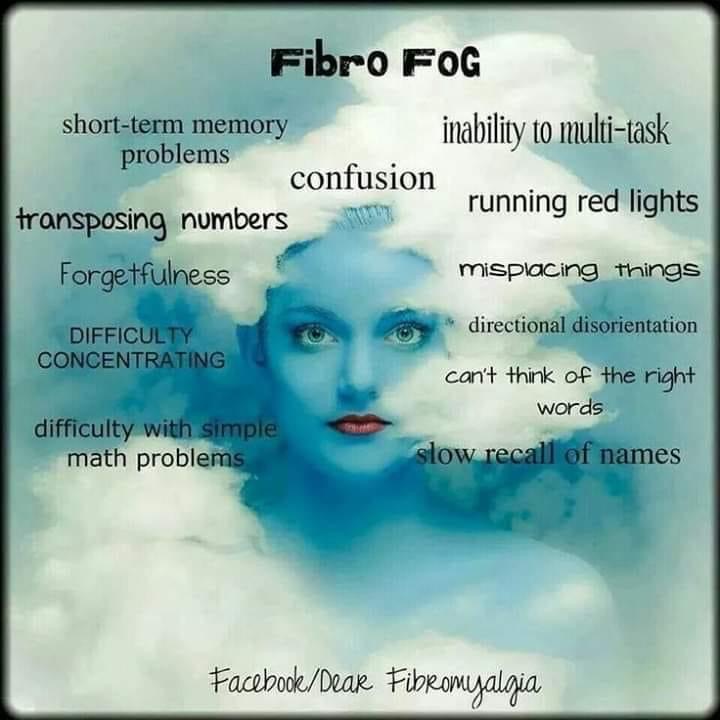 FibrO FOG
short-term memory
problems
inability to multi-task
confusion
transposing numbers
running red lights
Forgetfulness
misplacing things
DIFFICULTY
CONCENTRATING
directional disorientation
can't think of the right
words
difficulty with simple
math problems
slow recall of names
Facebook/Dear Fibromyalgia